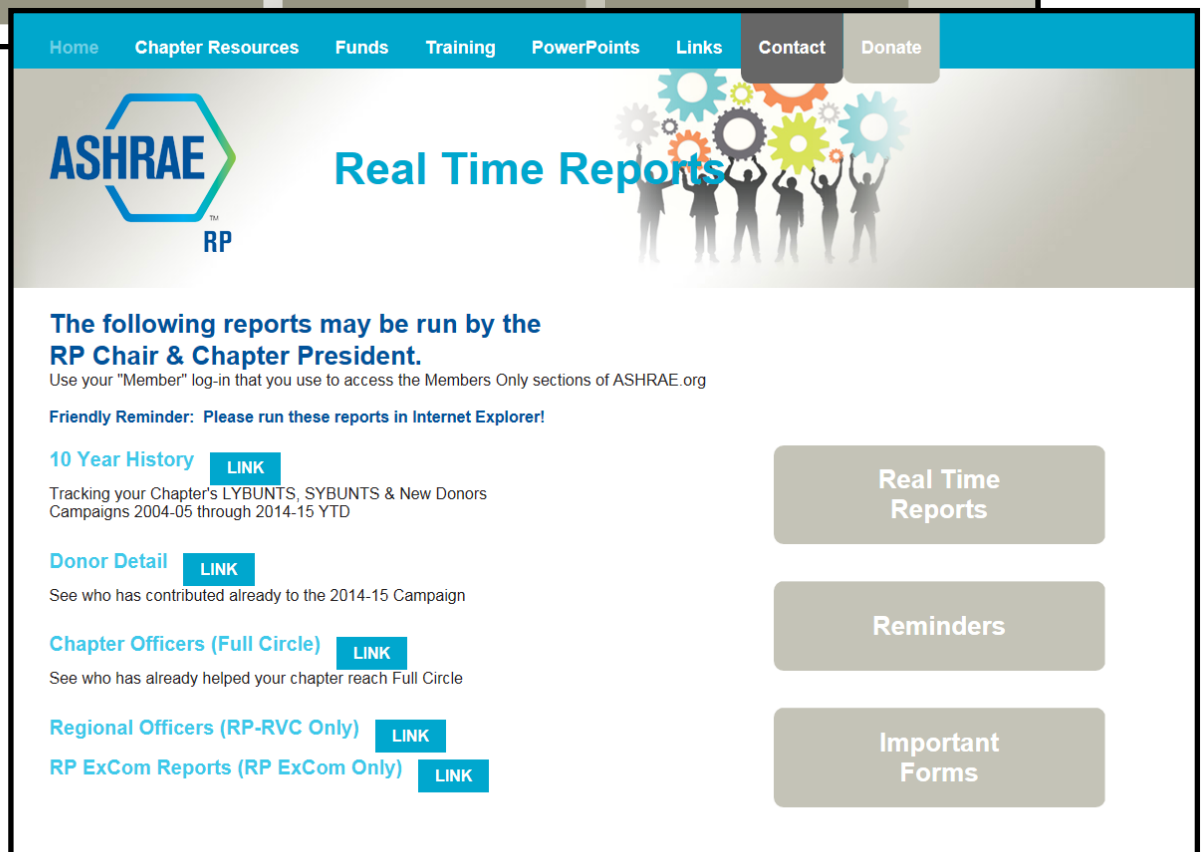 Home Chapter Resources Funds Training PowerPoints Links Contact Donate
ASHRAE
TM
RP
Real Time Reports
The following reports may be run by the
RP Chair & Chapter President.
Use your "Member" log-in that you use to access the Members Only sections of ASHRAE.org
Friendly Reminder: Please run these reports in Internet Explorer!
10 Year History LINK
Tracking your Chapter's LYBUNTS, SYBUNTS & New Donors
Campaigns 2004-05 through 2014-15 YTD
Donor Detail LINK
See who has contributed already to the 2014-15 Campaign
Chapter Officers (Full Circle) LINK
See who has already helped your chapter reach Full Circle
Regional Officers (RP-RVC Only) LINK
RP ExCom Reports (RP ExCom Only) LINK
Real Time
Reports
Reminders
Important
Forms